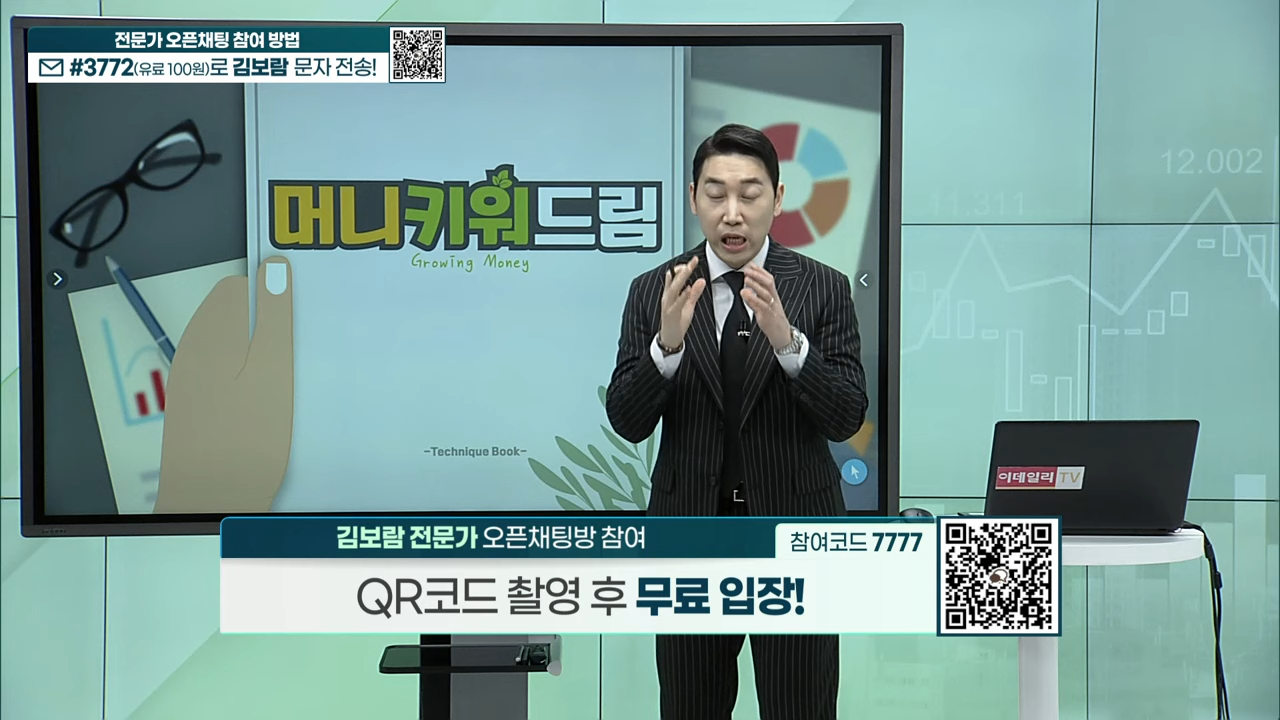 전문가 오픈채팅 참여 방법
#3772(유료 100원)로 김보람 문자 전송!
머니키워드림
Growing Money
-Technique Book-
11.311
12.002
이데일리 TV
김보람 전문가 오픈채팅방 참여
참여코드 7777
QR코드 촬영 후 무료 입장!